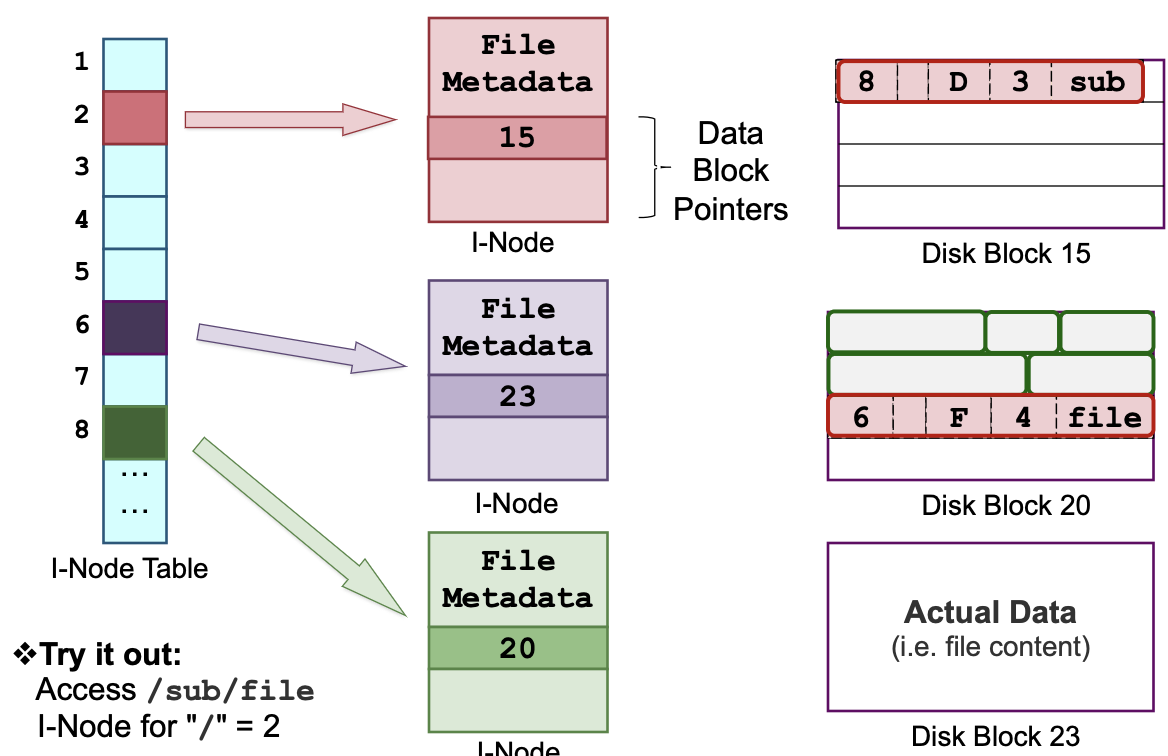 1
2
3
4
5
6
7
8
...
...
I-Node Table
File
Metadata
15
I-Node
Data
Block
Pointers
File
Metadata
23
I-Node
File
Metadata
20
I-Node
8 D 3 sub
Disk Block 15
6 F 4 file
Disk Block 20
Actual Data
(i.e. file content)
Disk Block 23
❖Try it out:
Access /sub/file
I-Node for "/" = 2